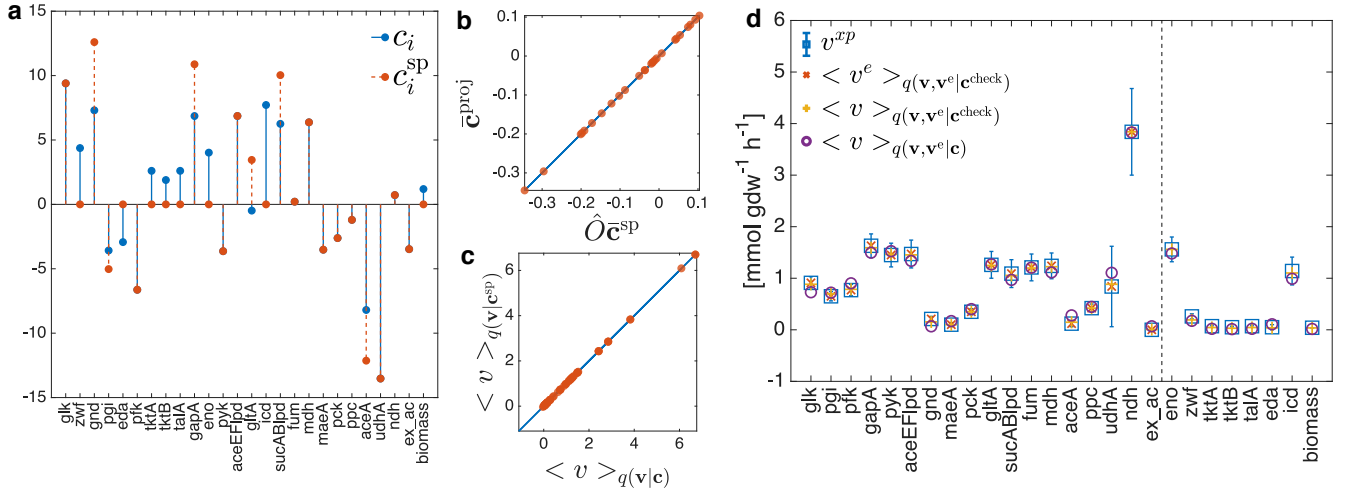 a
15
10
5
0
-5
-10
-15
c_i
c_i^sp
glk
zwf
gnd
pgi
eda
pfk
tktA
tktB
talA
gapA
eno
pyk
aceEFlpd
gltA
icd
sucABlpd
fum
mdh
maeA
pck
ppc
aceA
udhA
ndh
ex_ac
biomass
b
0.1
0
-0.1
-0.2
-0.3
c̄^proj
-0.3 -0.2 -0.1 0 0.1
Ôc̄^sp
c
6
4
2
0
< v >_q(v|c^sp)
0 2 4 6
< v >_q(v|c)
d
6
5
4
3
2
1
0
-1
[mmol gdw⁻¹ h⁻¹]
v^xp
< v^e >_q(v,v^e|c^check)
< v >_q(v,v^e|c^check)
< v >_q(v,v^e|c)
glk
pgi
pfk
gapA
pyk
aceEFlpd
gnd
maeA
pck
gltA
sucABlpd
fum
mdh
aceA
ppc
udhA
ndh
ex_ac
eno
zwf
tktA
tktB
talA
eda
icd
biomass